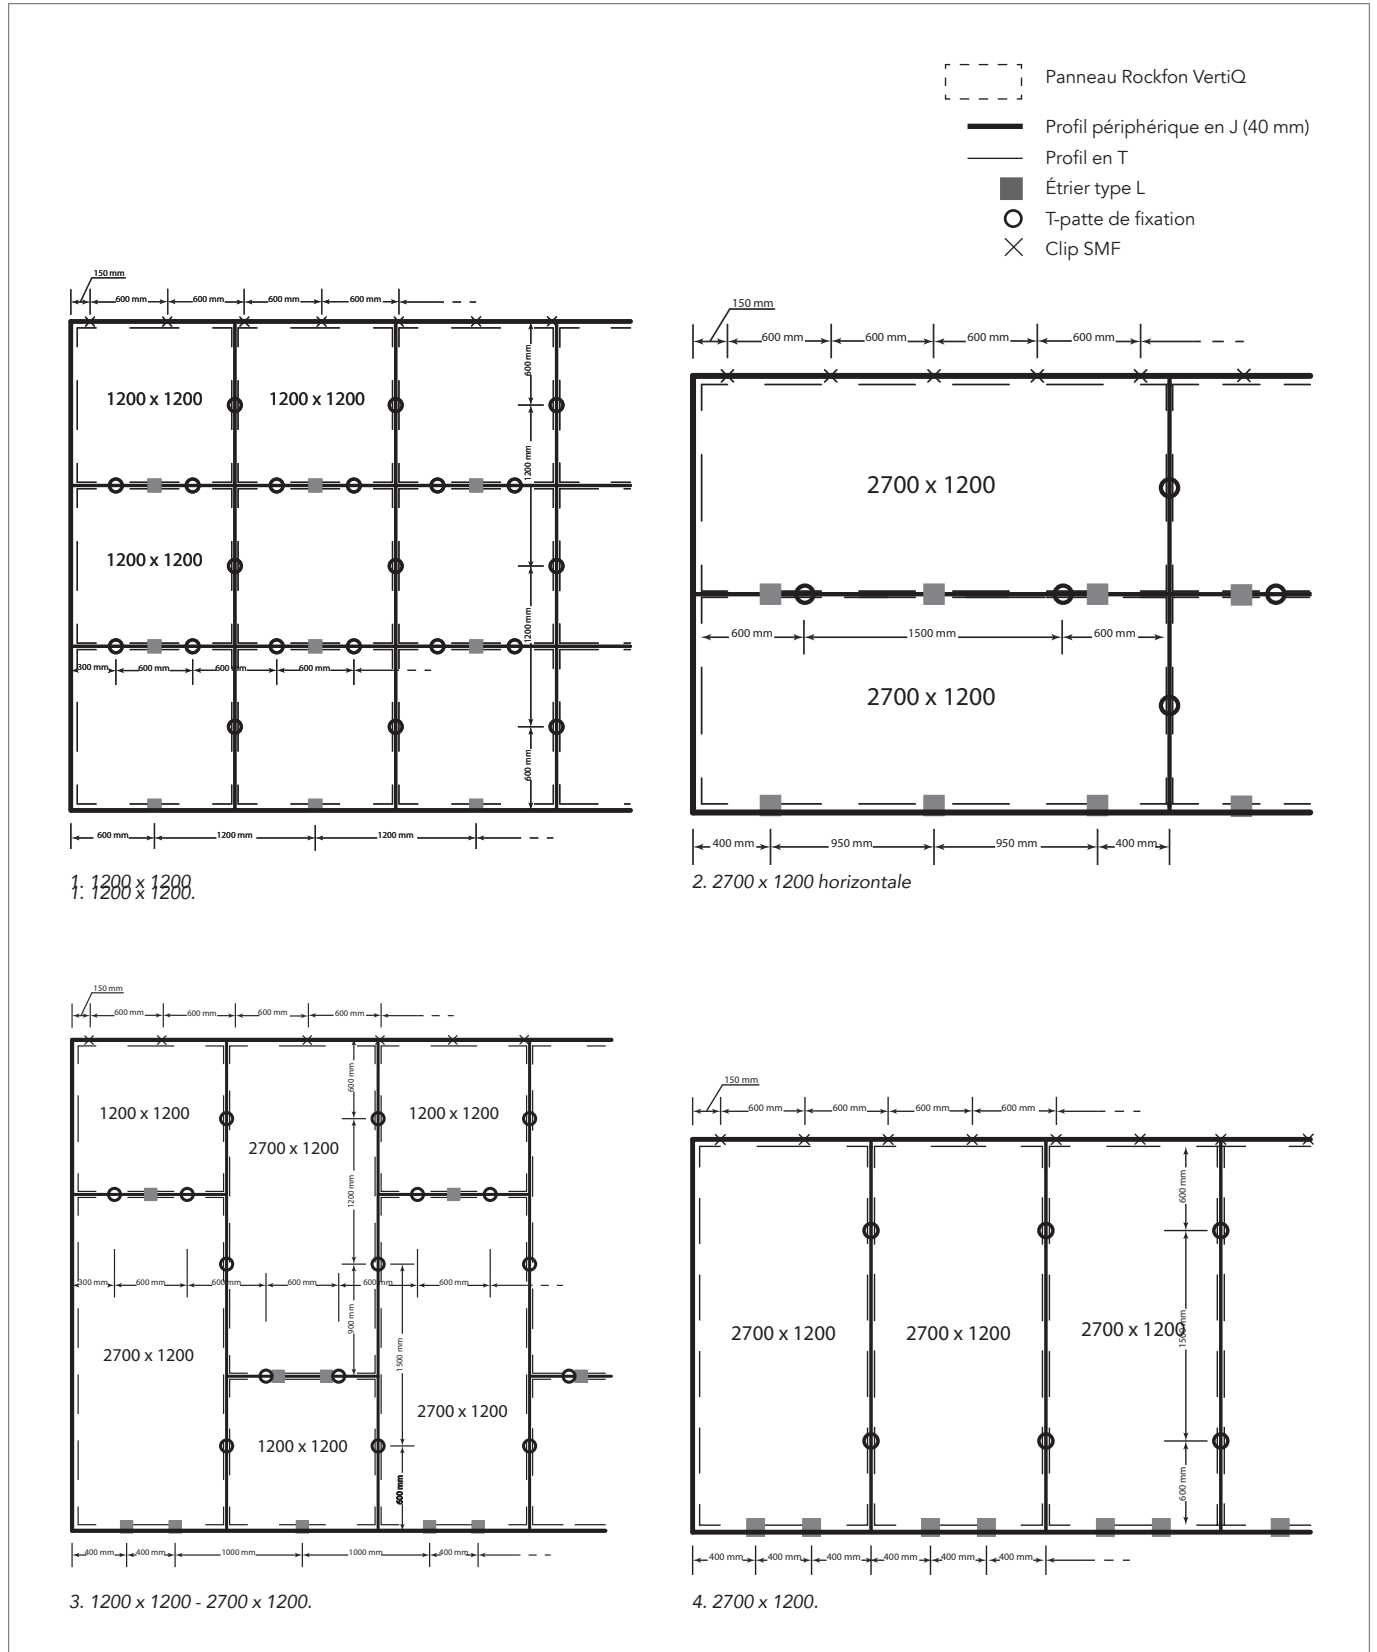 Panneau Rockfon VertiQ
Profil périphérique en J (40 mm)
Profil en T
Étrier type L
T-patte de fixation
Clip SMF
150 mm
600 mm 600 mm 600 mm 600 mm
600 mm
1200 x 1200 1200 x 1200
1200 mm
1200 x 1200
1200 mm
300 mm 600 mm 600 mm 600 mm
600 mm
600 mm 1200 mm 1200 mm
1. 1200 x 1200
1. 1200 x 1200.
150 mm
600 mm 600 mm 600 mm 600 mm
2700 x 1200
600 mm 1500 mm 600 mm
2700 x 1200
400 mm 950 mm 950 mm 400 mm
2. 2700 x 1200 horizontale
150 mm
600 mm 600 mm 600 mm 600 mm
600 mm
1200 x 1200 1200 x 1200
2700 x 1200
1200 mm
300 mm 600 mm 600 mm 600 mm 600 mm 600 mm
900 mm
1500 mm
2700 x 1200
2700 x 1200
1200 x 1200
600 mm
400 mm 400 mm 1000 mm 1000 mm 400 mm
3. 1200 x 1200 - 2700 x 1200.
150 mm
600 mm 600 mm 600 mm 600 mm
600 mm
2700 x 1200 2700 x 1200 2700 x 1200
1500 mm
600 mm
400 mm 400 mm 400 mm 400 mm 400 mm 400 mm
4. 2700 x 1200.